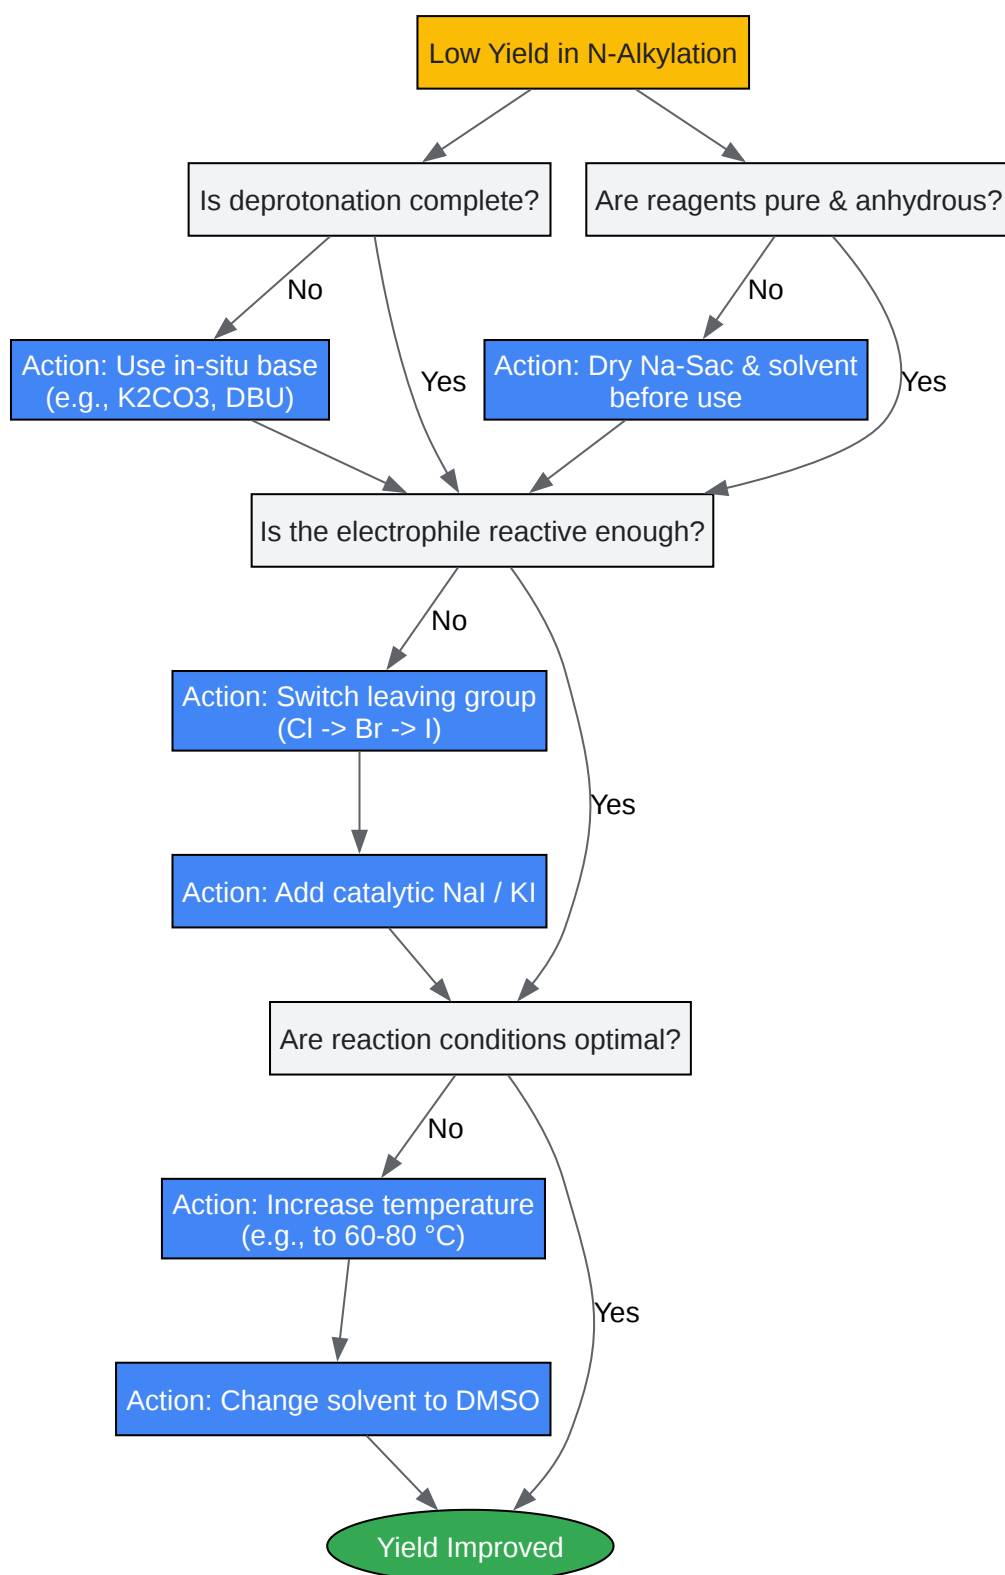 Low Yield in N-Alkylation
Is deprotonation complete?
Are reagents pure & anhydrous?
No
No
Action: Use in-situ base
(e.g., K2CO3, DBU)
Yes
Action: Dry Na-Sac & solvent
before use
Yes
Is the electrophile reactive enough?
No
Action: Switch leaving group
(Cl -> Br -> I)
Yes
Action: Add catalytic NaI / KI
Are reaction conditions optimal?
No
Action: Increase temperature
(e.g., to 60-80 °C)
Yes
Action: Change solvent to DMSO
Yield Improved